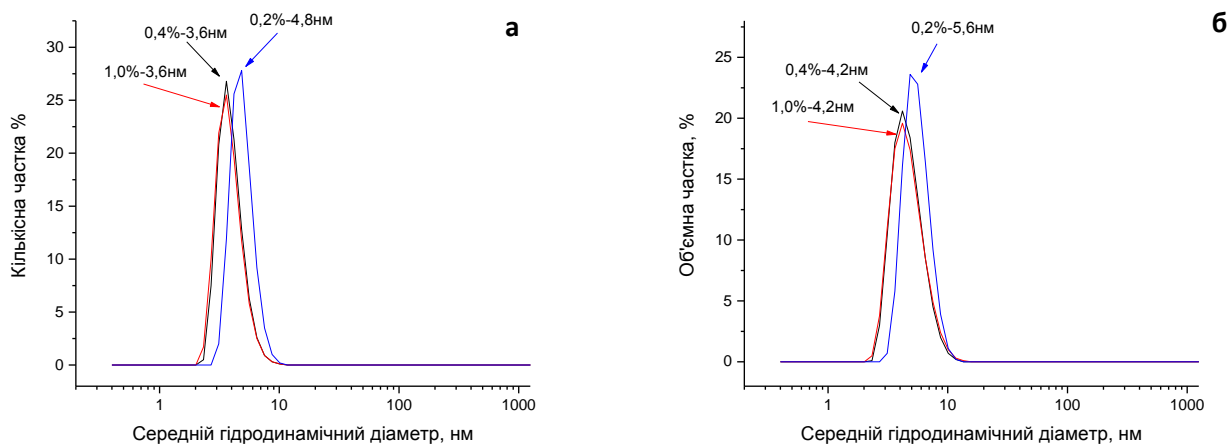 а
0,2%-4,8нм
0,4%-3,6нм
1,0%-3,6нм
Кількісна частка %
30
25
20
15
10
5
0
1
10
100
1000
Середній гідродинамічний діаметр, нм
б
0,2%-5,6нм
0,4%-4,2нм
1,0%-4,2нм
Об'ємна частка, %
25
20
15
10
5
0
1
10
100
1000
Середній гідродинамічний діаметр, нм